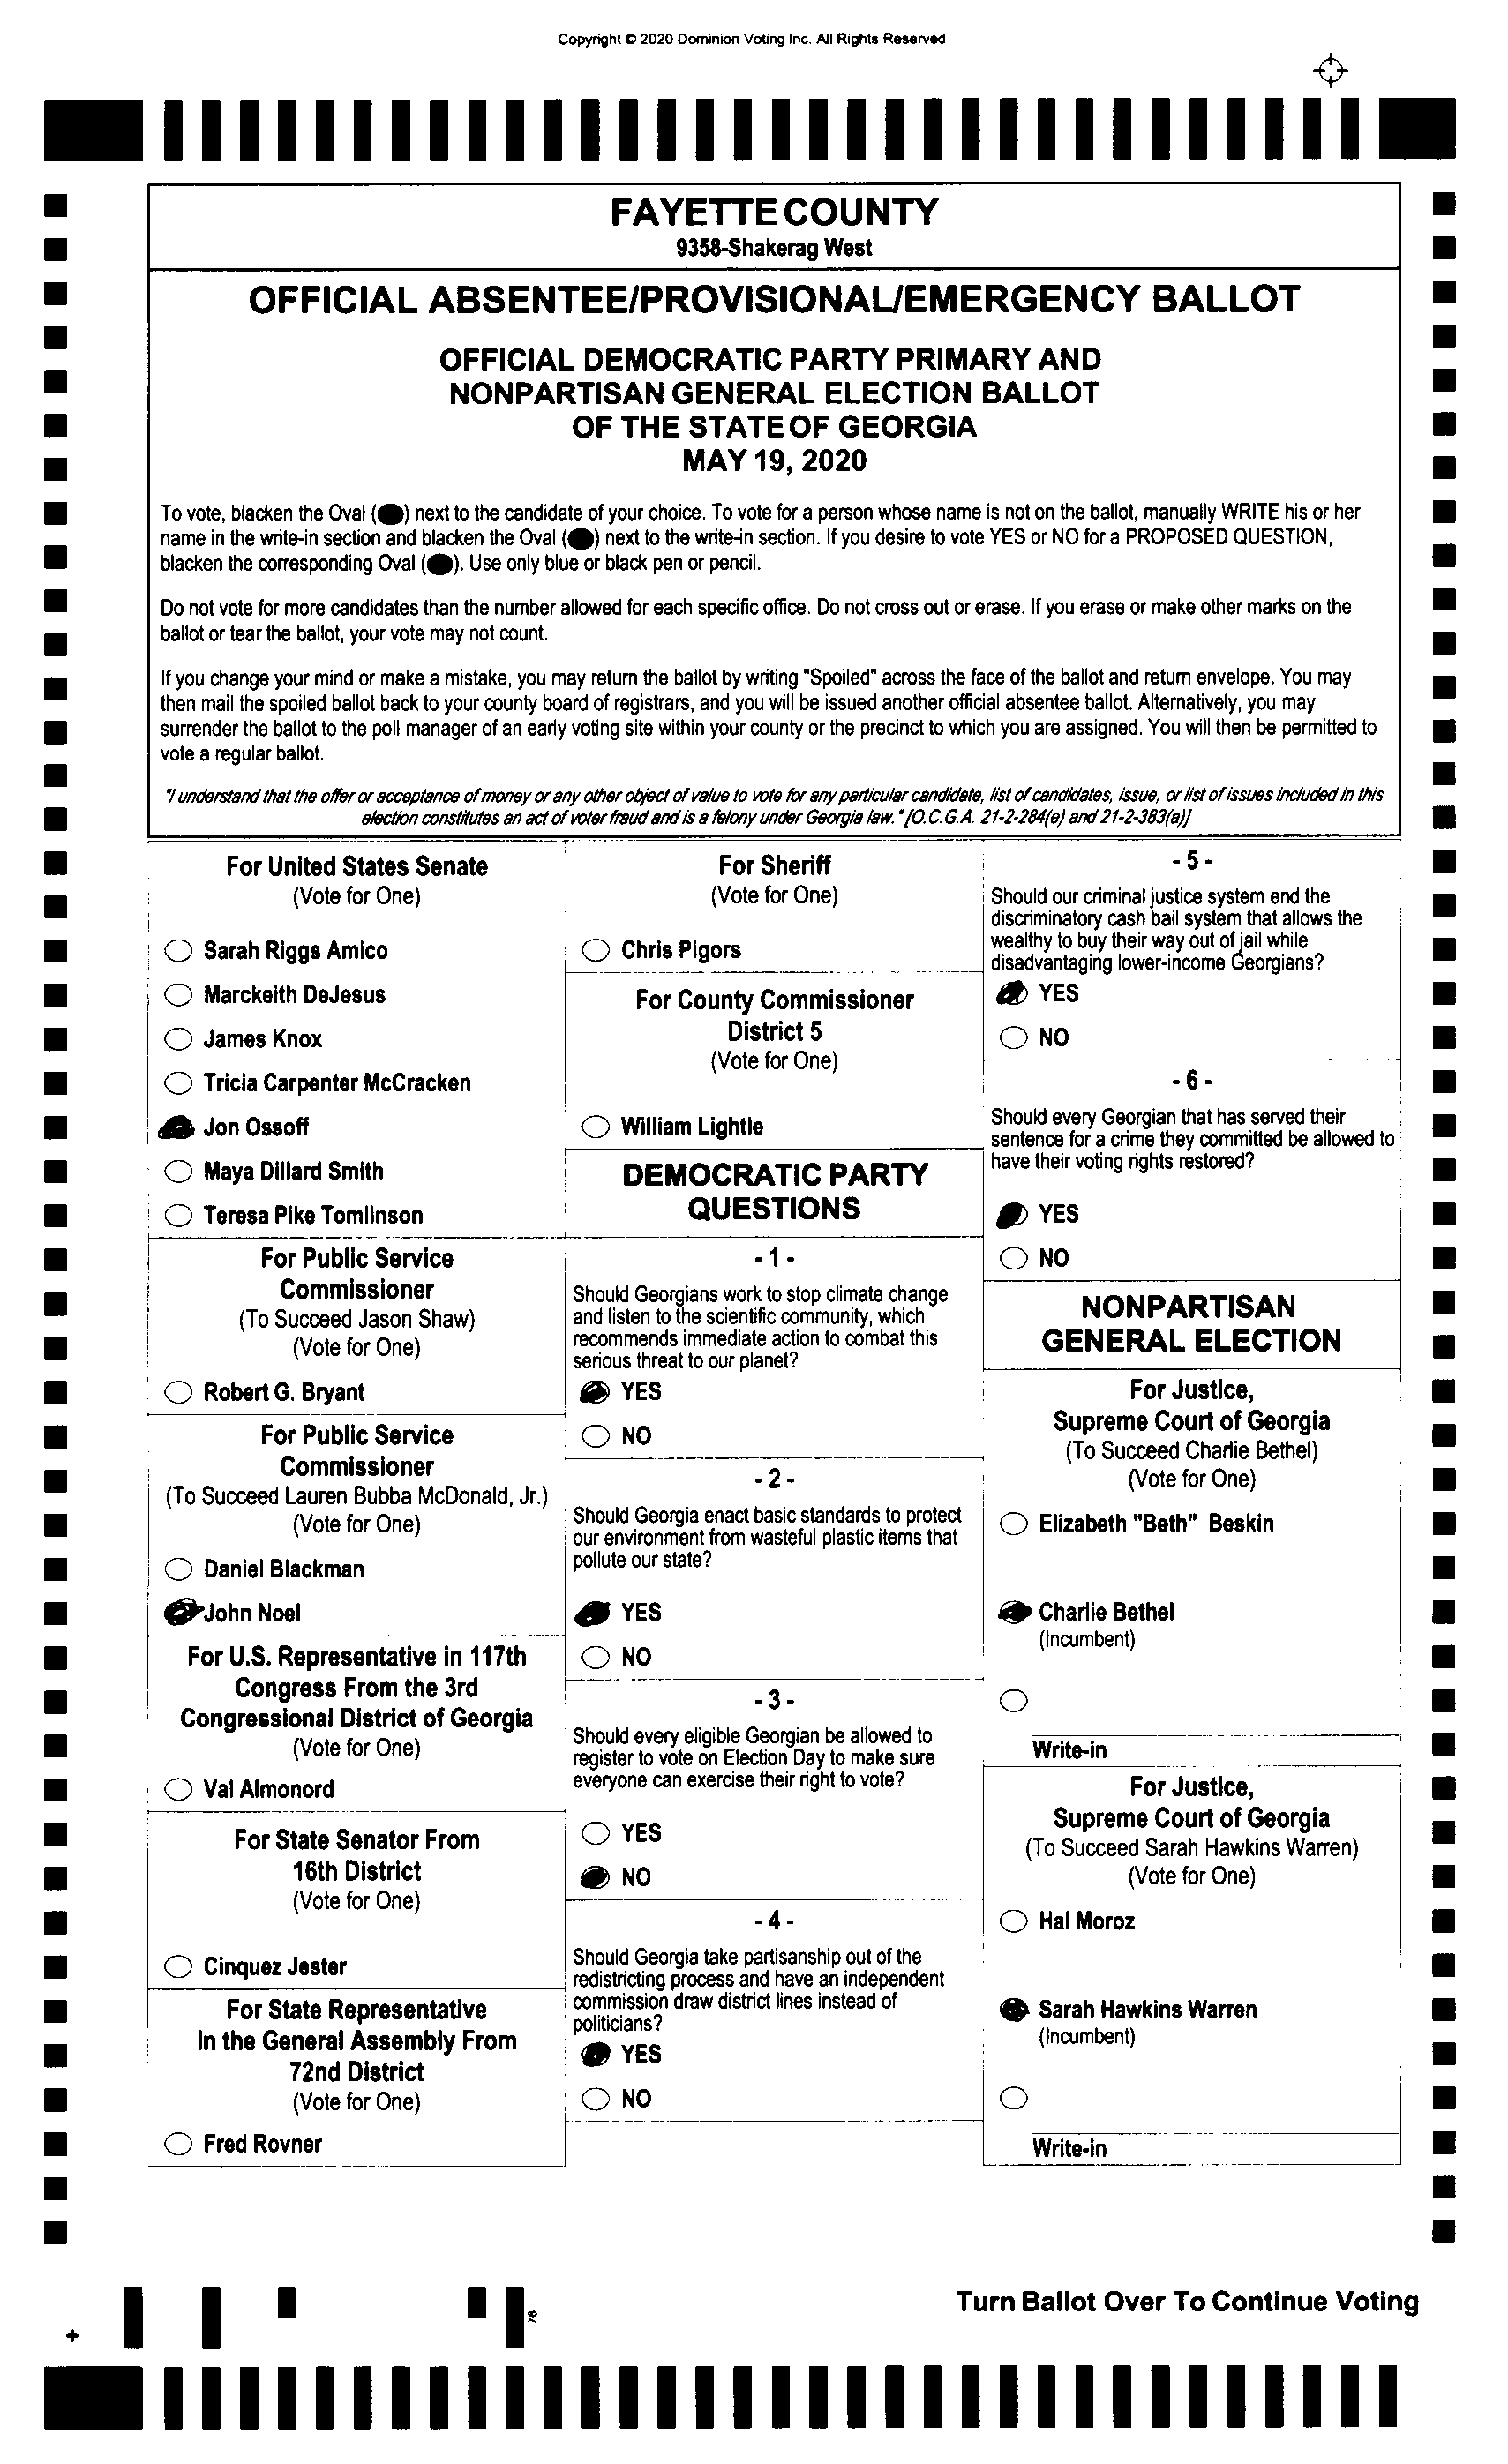 Copyright © 2020 Dominion Voting Inc. All Rights Reserved
FAYETTE COUNTY
9358-Shakerag West
OFFICIAL ABSENTEE/PROVISIONAL/EMERGENCY BALLOT
OFFICIAL DEMOCRATIC PARTY PRIMARY AND
NONPARTISAN GENERAL ELECTION BALLOT
OF THE STATE OF GEORGIA
MAY 19, 2020
To vote, blacken the Oval ( ) next to the candidate of your choice. To vote for a person whose name is not on the ballot, manually WRITE his or her
name in the write-in section and blacken the Oval ( ) next to the write-in section. If you desire to vote YES or NO for a PROPOSED QUESTION,
blacken the corresponding Oval ( ). Use only blue or black pen or pencil.
Do not vote for more candidates than the number allowed for each specific office. Do not cross out or erase. If you erase or make other marks on the
ballot or tear the ballot, your vote may not count.
If you change your mind or make a mistake, you may return the ballot by writing "Spoiled" across the face of the ballot and return envelope. You may
then mail the spoiled ballot back to your county board of registrars, and you will be issued another official absentee ballot. Alternatively, you may
surrender the ballot to the poll manager of an early voting site within your county or the precinct to which you are assigned. You will then be permitted to
vote a regular ballot.
"I understand that the offer or acceptance of money or any other object of value to vote for any particular candidate, list of candidates, issue, or list of issues included in this
election constitutes an act of voter fraud and is a felony under Georgia law." [O.C.G.A. 21-2-284(e) and 21-2-383(a)]
For United States Senate
(Vote for One)
Sarah Riggs Amico
Marckeith DeJesus
James Knox
Tricia Carpenter McCracken
Jon Ossoff
Maya Dillard Smith
Teresa Pike Tomlinson
For Public Service
Commissioner
(To Succeed Jason Shaw)
(Vote for One)
Robert G. Bryant
For Public Service
Commissioner
(To Succeed Lauren Bubba McDonald, Jr.)
(Vote for One)
Daniel Blackman
John Noel
For U.S. Representative in 117th
Congress From the 3rd
Congressional District of Georgia
(Vote for One)
Val Almonord
For State Senator From
16th District
(Vote for One)
Cinquez Jester
For State Representative
In the General Assembly From
72nd District
(Vote for One)
Fred Rovner
For Sheriff
(Vote for One)
Chris Pigors
For County Commissioner
District 5
(Vote for One)
William Lightle
DEMOCRATIC PARTY
QUESTIONS
- 1 -
Should Georgians work to stop climate change
and listen to the scientific community, which
recommends immediate action to combat this
serious threat to our planet?
YES
NO
- 2 -
Should Georgia enact basic standards to protect
our environment from wasteful plastic items that
pollute our state?
YES
NO
- 3 -
Should every eligible Georgian be allowed to
register to vote on Election Day to make sure
everyone can exercise their right to vote?
YES
NO
- 4 -
Should Georgia take partisanship out of the
redistricting process and have an independent
commission draw district lines instead of
politicians?
YES
NO
- 5 -
Should our criminal justice system end the
discriminatory cash bail system that allows the
wealthy to buy their way out of jail while
disadvantaging lower-income Georgians?
YES
NO
- 6 -
Should every Georgian that has served their
sentence for a crime they committed be allowed to
have their voting rights restored?
YES
NO
NONPARTISAN
GENERAL ELECTION
For Justice,
Supreme Court of Georgia
(To Succeed Charlie Bethel)
(Vote for One)
Elizabeth "Beth" Beskin
Charlie Bethel
(Incumbent)
Write-in
For Justice,
Supreme Court of Georgia
(To Succeed Sarah Hawkins Warren)
(Vote for One)
Hal Moroz
Sarah Hawkins Warren
(Incumbent)
Write-in
Turn Ballot Over To Continue Voting
76
+